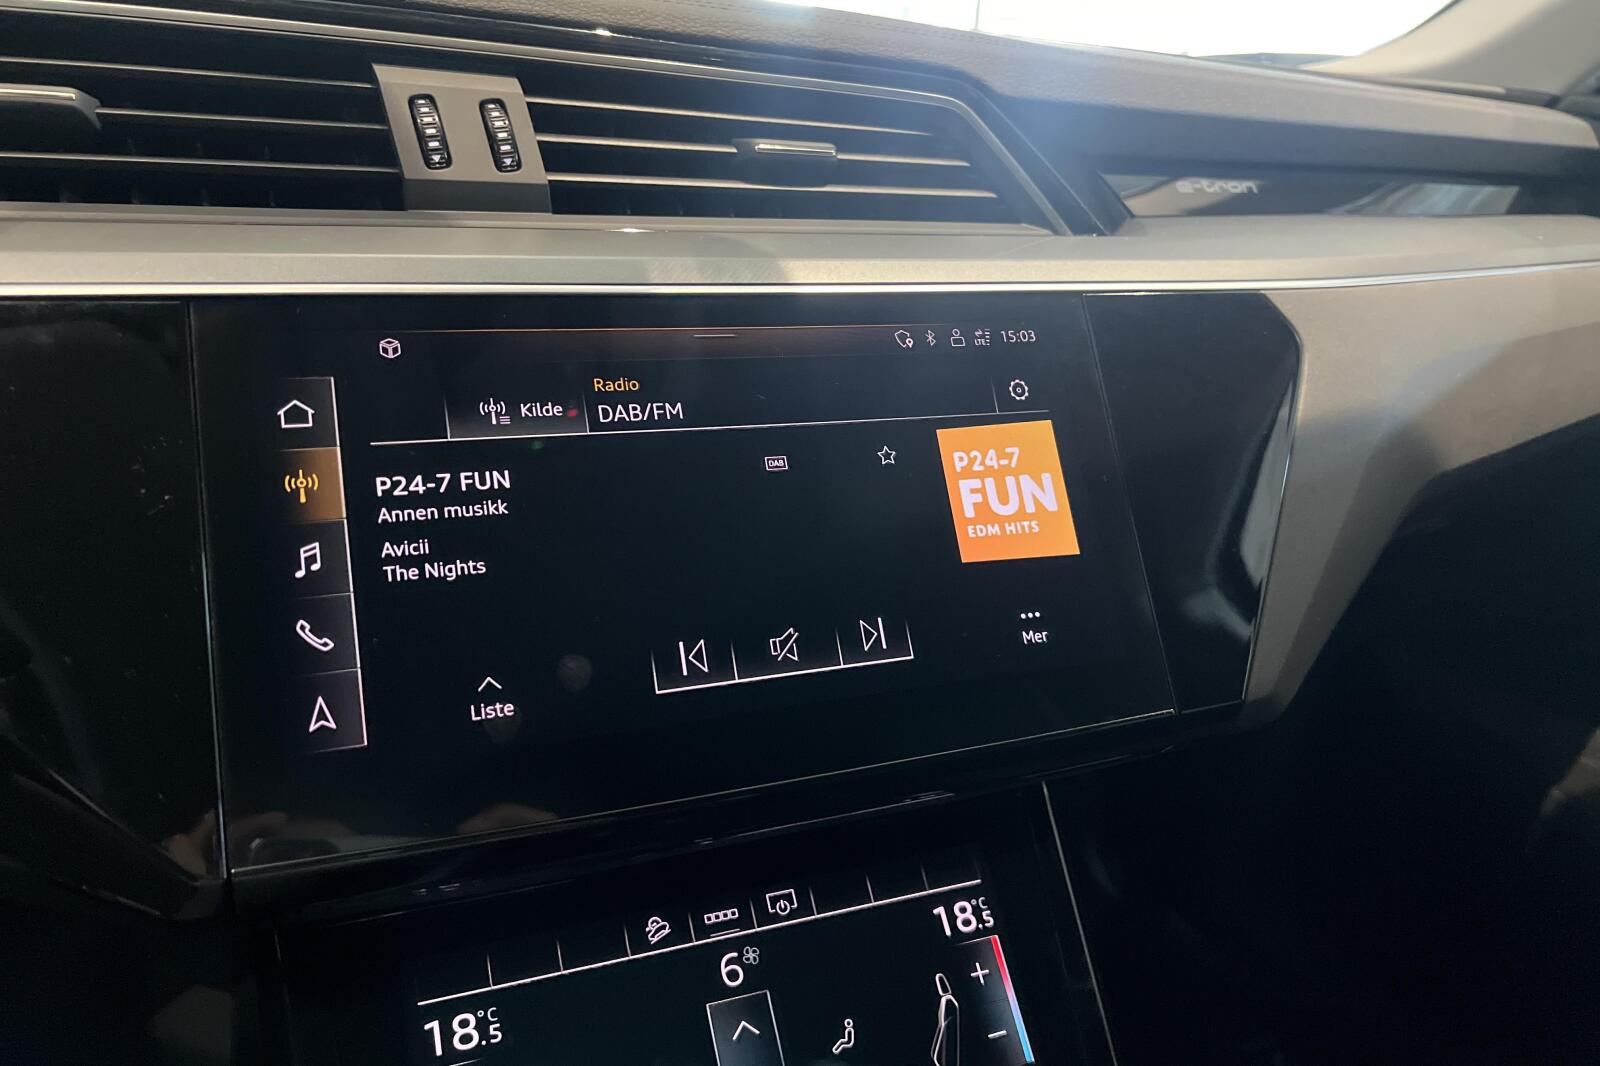 e-tron
LTE 15:03
Kilde
Radio
DAB/FM
P24-7 FUN
Annen musikk
Avicii
The Nights
DAB
P24-7
FUN
EDM HITS
Liste
Mer
18.5 °C
6
18.5 °C